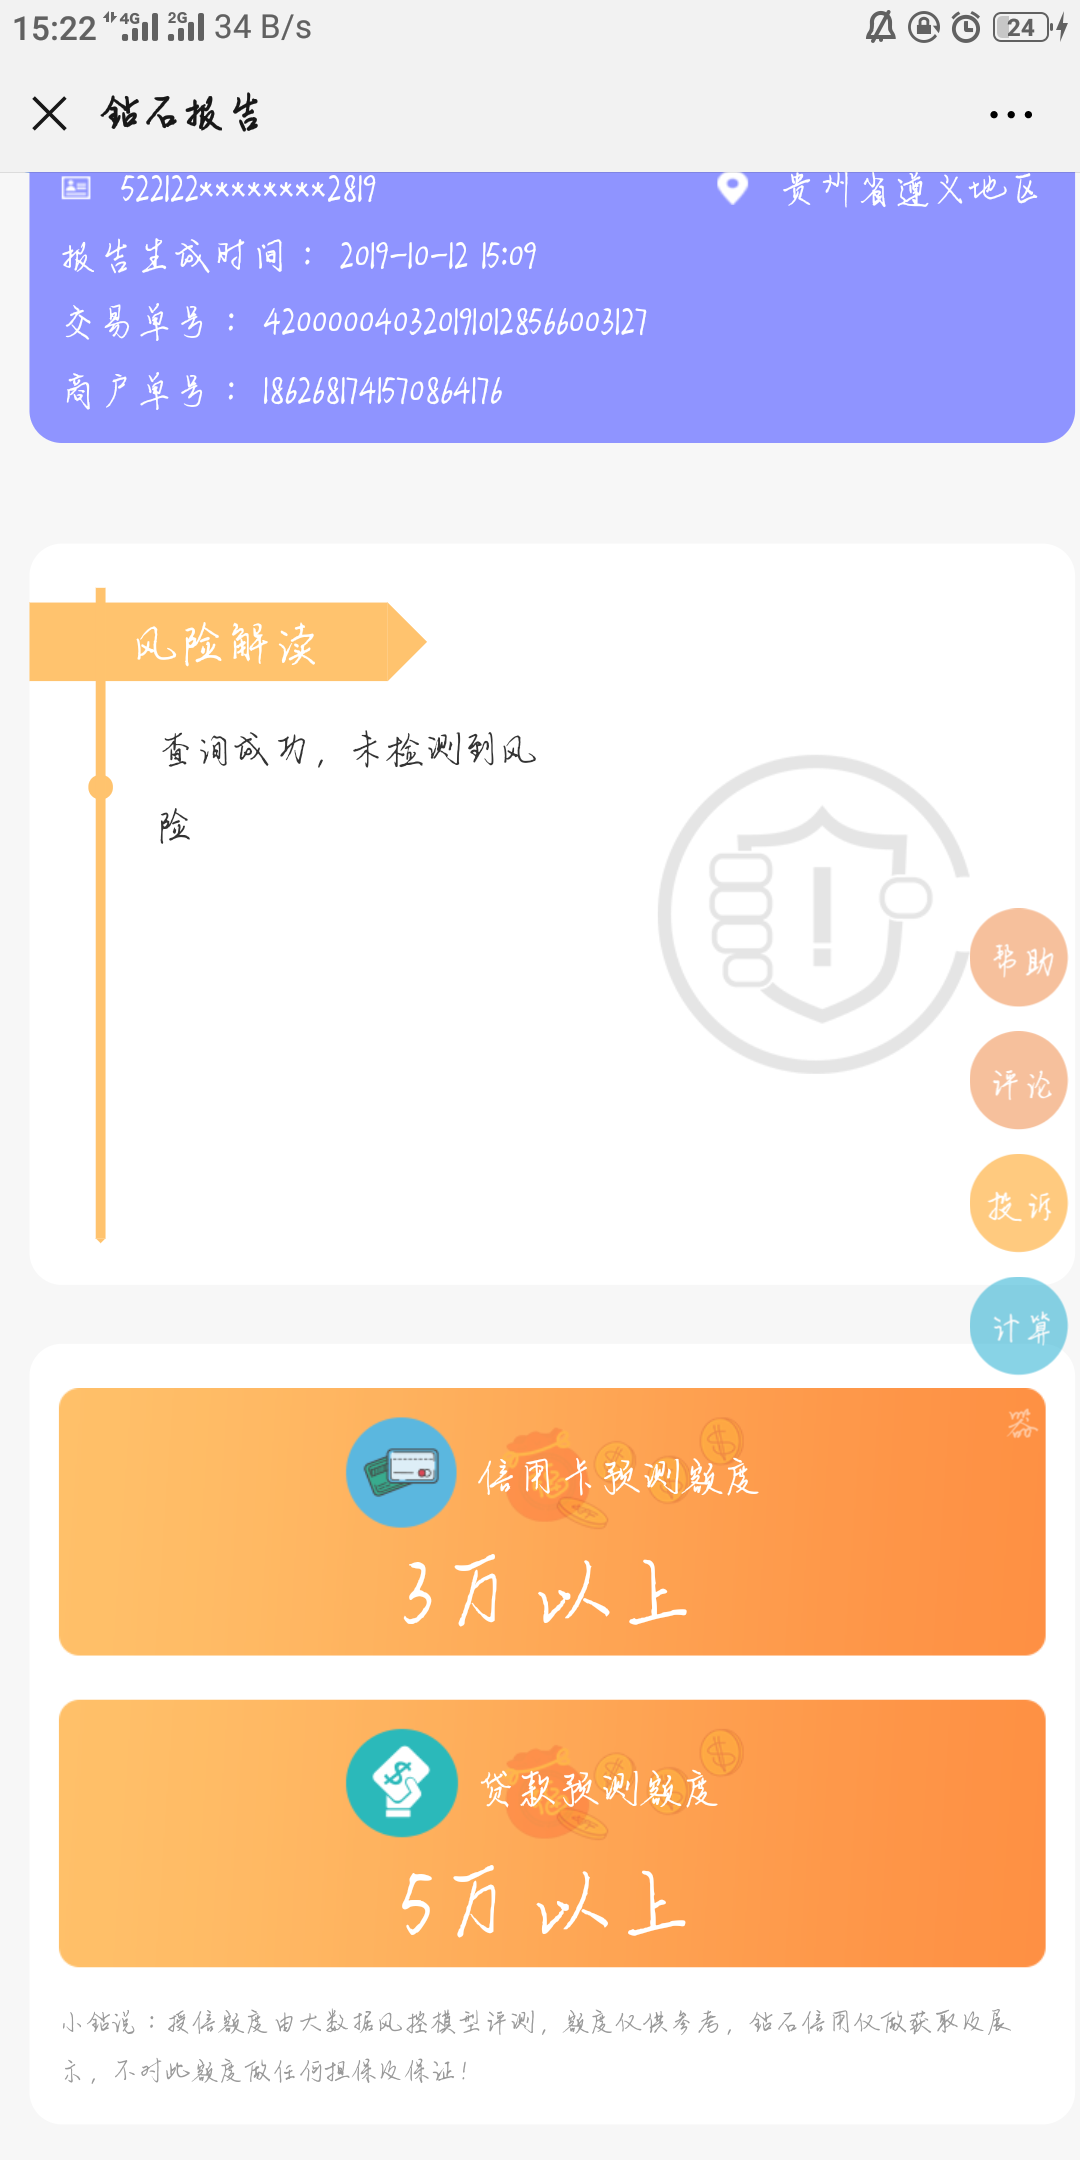 15:22 4G 2G 34 B/s 24
钻石报告
522122********2819 贵州省遵义地区
报告生成时间：2019-10-12 15:09
交易单号：4200000403201910128566003127
商户单号：1862681741570864176
风险解读
查询成功，未检测到风
险
帮助
评论
投诉
计算
器
信用卡预测额度
3万以上
贷款预测额度
5万以上
小钻说：授信额度由大数据风控模型评测，额度仅供参考，钻石信用仅做获取及展
示，不对此额度做任何担保及保证！